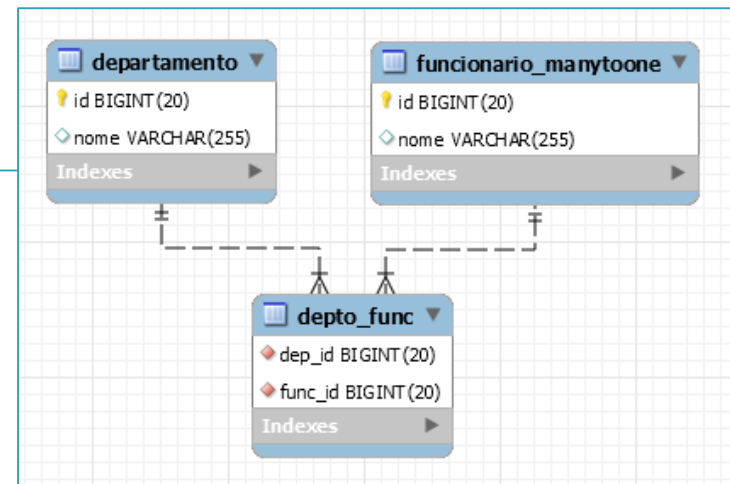 departamento
id BIGINT(20)
nome VARCHAR(255)
Indexes
funcionario_manytoone
id BIGINT(20)
nome VARCHAR(255)
Indexes
depto_func
dep_id BIGINT(20)
func_id BIGINT(20)
Indexes